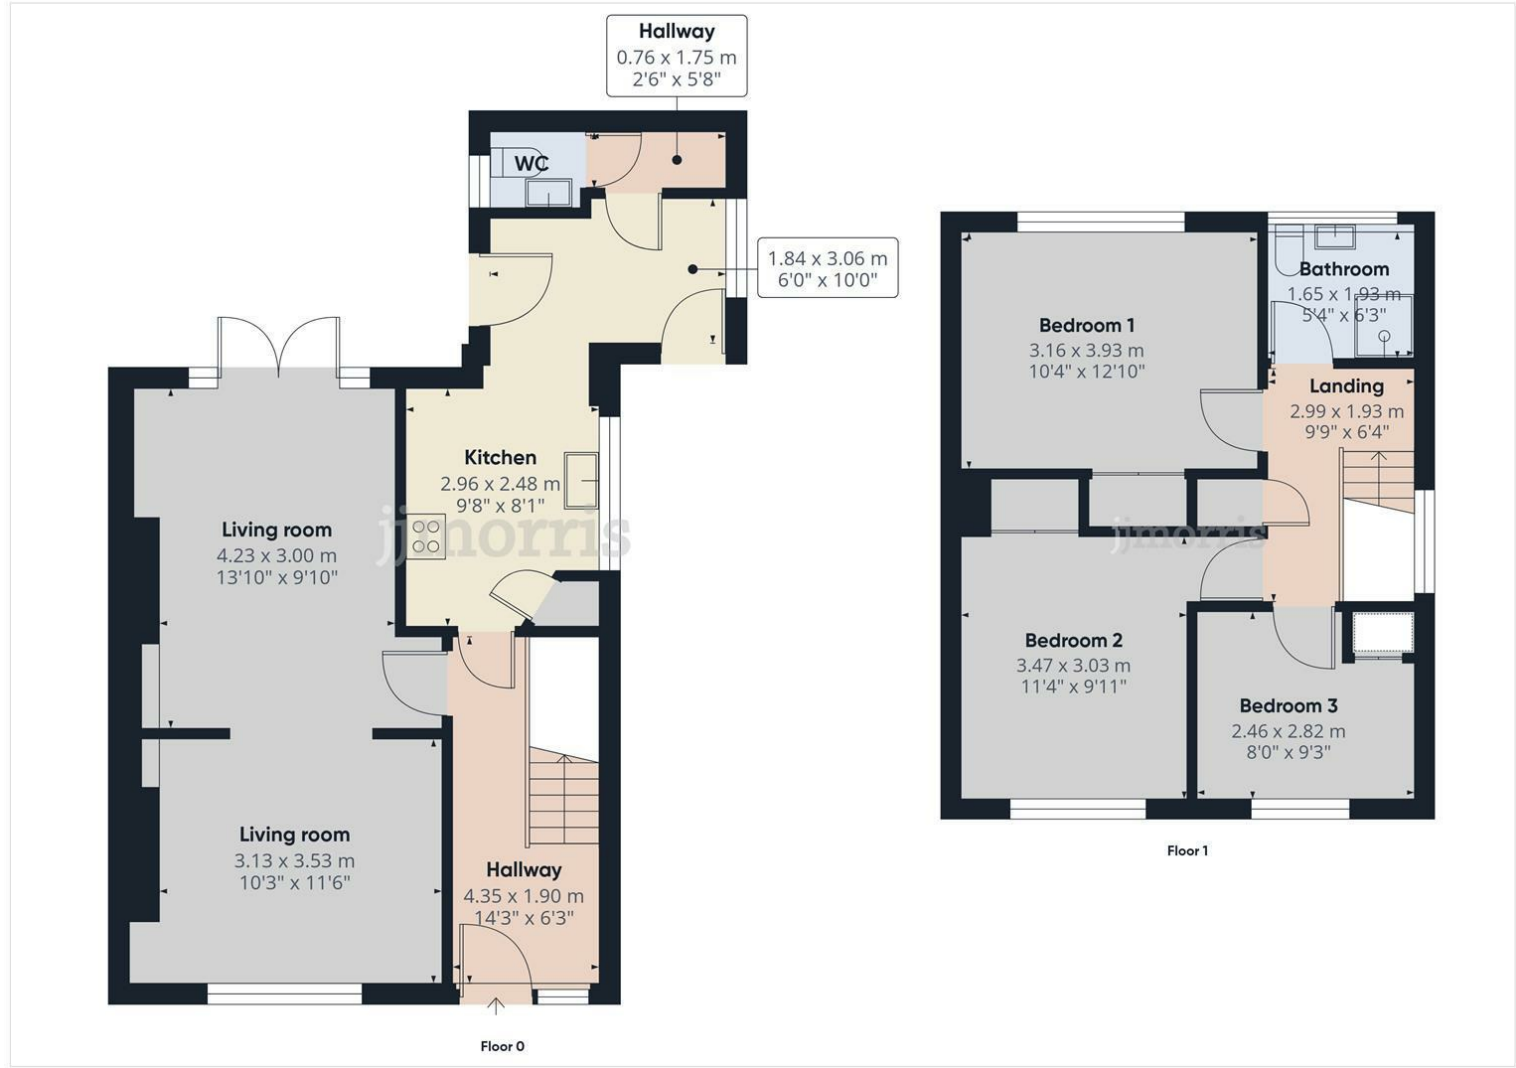 Hallway
0.76 x 1.75 m
2'6" x 5'8"
WC
1.84 x 3.06 m
6'0" x 10'0"
Kitchen
2.96 x 2.48 m
9'8" x 8'1"
Living room
4.23 x 3.00 m
13'10" x 9'10"
jjmorris
Living room
3.13 x 3.53 m
10'3" x 11'6"
Hallway
4.35 x 1.90 m
14'3" x 6'3"
Floor 0
Bathroom
1.65 x 1.93 m
5'4" x 6'3"
Bedroom 1
3.16 x 3.93 m
10'4" x 12'10"
Landing
2.99 x 1.93 m
9'9" x 6'4"
jjmorris
Bedroom 2
3.47 x 3.03 m
11'4" x 9'11"
Bedroom 3
2.46 x 2.82 m
8'0" x 9'3"
Floor 1